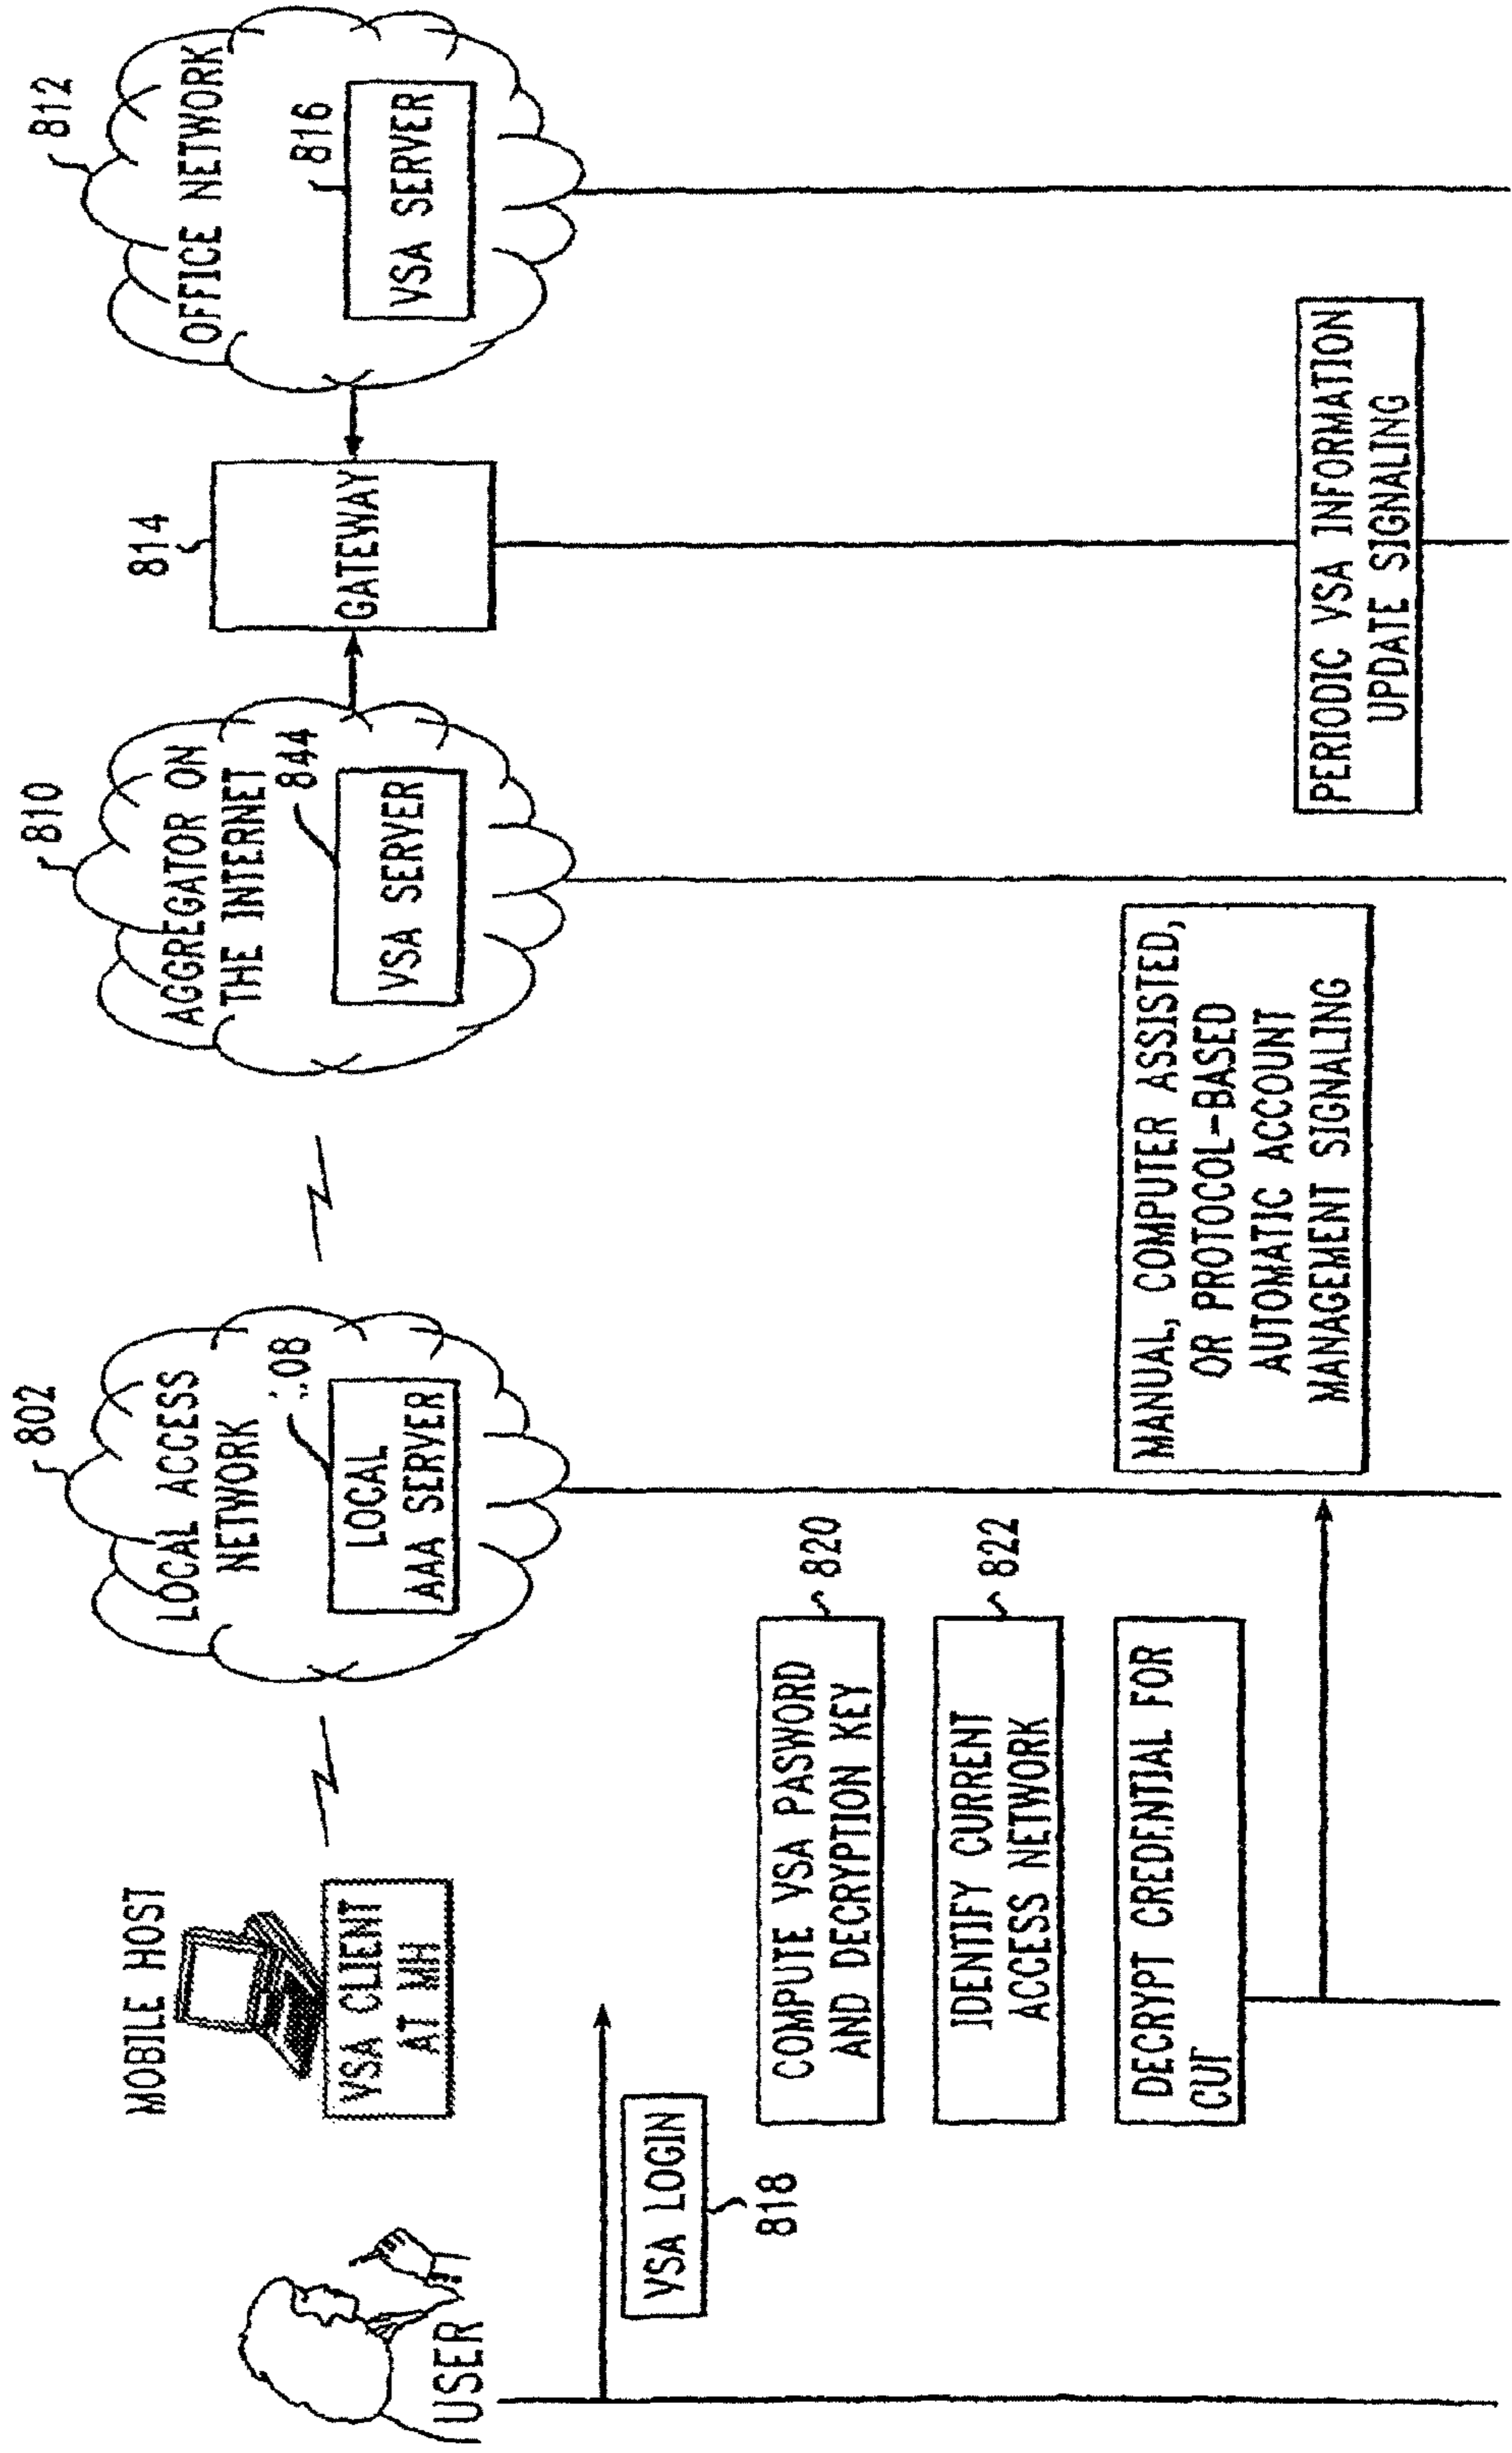 812
OFFICE NETWORK
816
VSA SERVER
814
GATEWAY
810
AGGREGATOR ON
THE INTERNET
844
VSA SERVER
802
LOCAL ACCESS
NETWORK
08
LOCAL
AAA SERVER
MOBILE HOST
VSA CLIENT
AT MH
USER
VSA LOGIN
818
COMPUTE VSA PASWORD
AND DECRYPTION KEY
820
IDENTIFY CURRENT
ACCESS NETWORK
822
DECRYPT CREDENTIAL FOR
MANUAL, COMPUTER ASSISTED,
OR PROTOCOL-BASED
AUTOMATIC ACCOUNT
MANAGEMENT SIGNALING
PERIODIC VSA INFORMATION
UPDATE SIGNALING